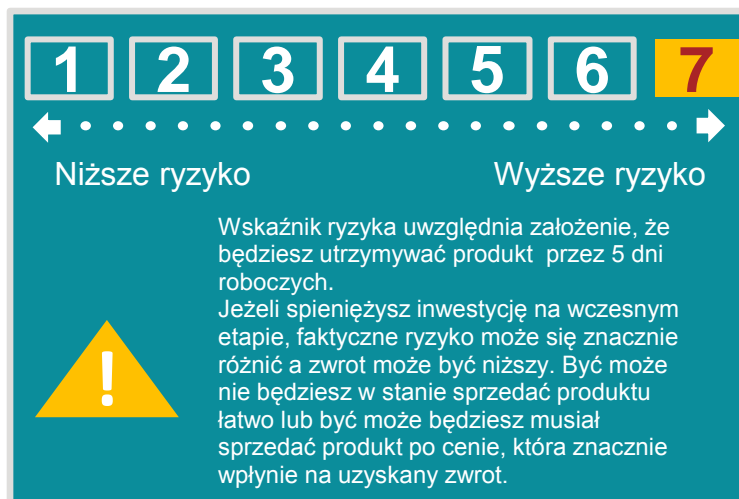 1 2 3 4 5 6 7
Niższe ryzyko Wyższe ryzyko
Wskaźnik ryzyka uwzględnia założenie, że
będziesz utrzymywać produkt przez 5 dni
roboczych.
Jeżeli spieniężysz inwestycję na wczesnym
etapie, faktyczne ryzyko może się znacznie
różnić a zwrot może być niższy. Być może
nie będziesz w stanie sprzedać produktu
łatwo lub być może będziesz musiał
sprzedać produkt po cenie, która znacznie
wpłynie na uzyskany zwrot.
!